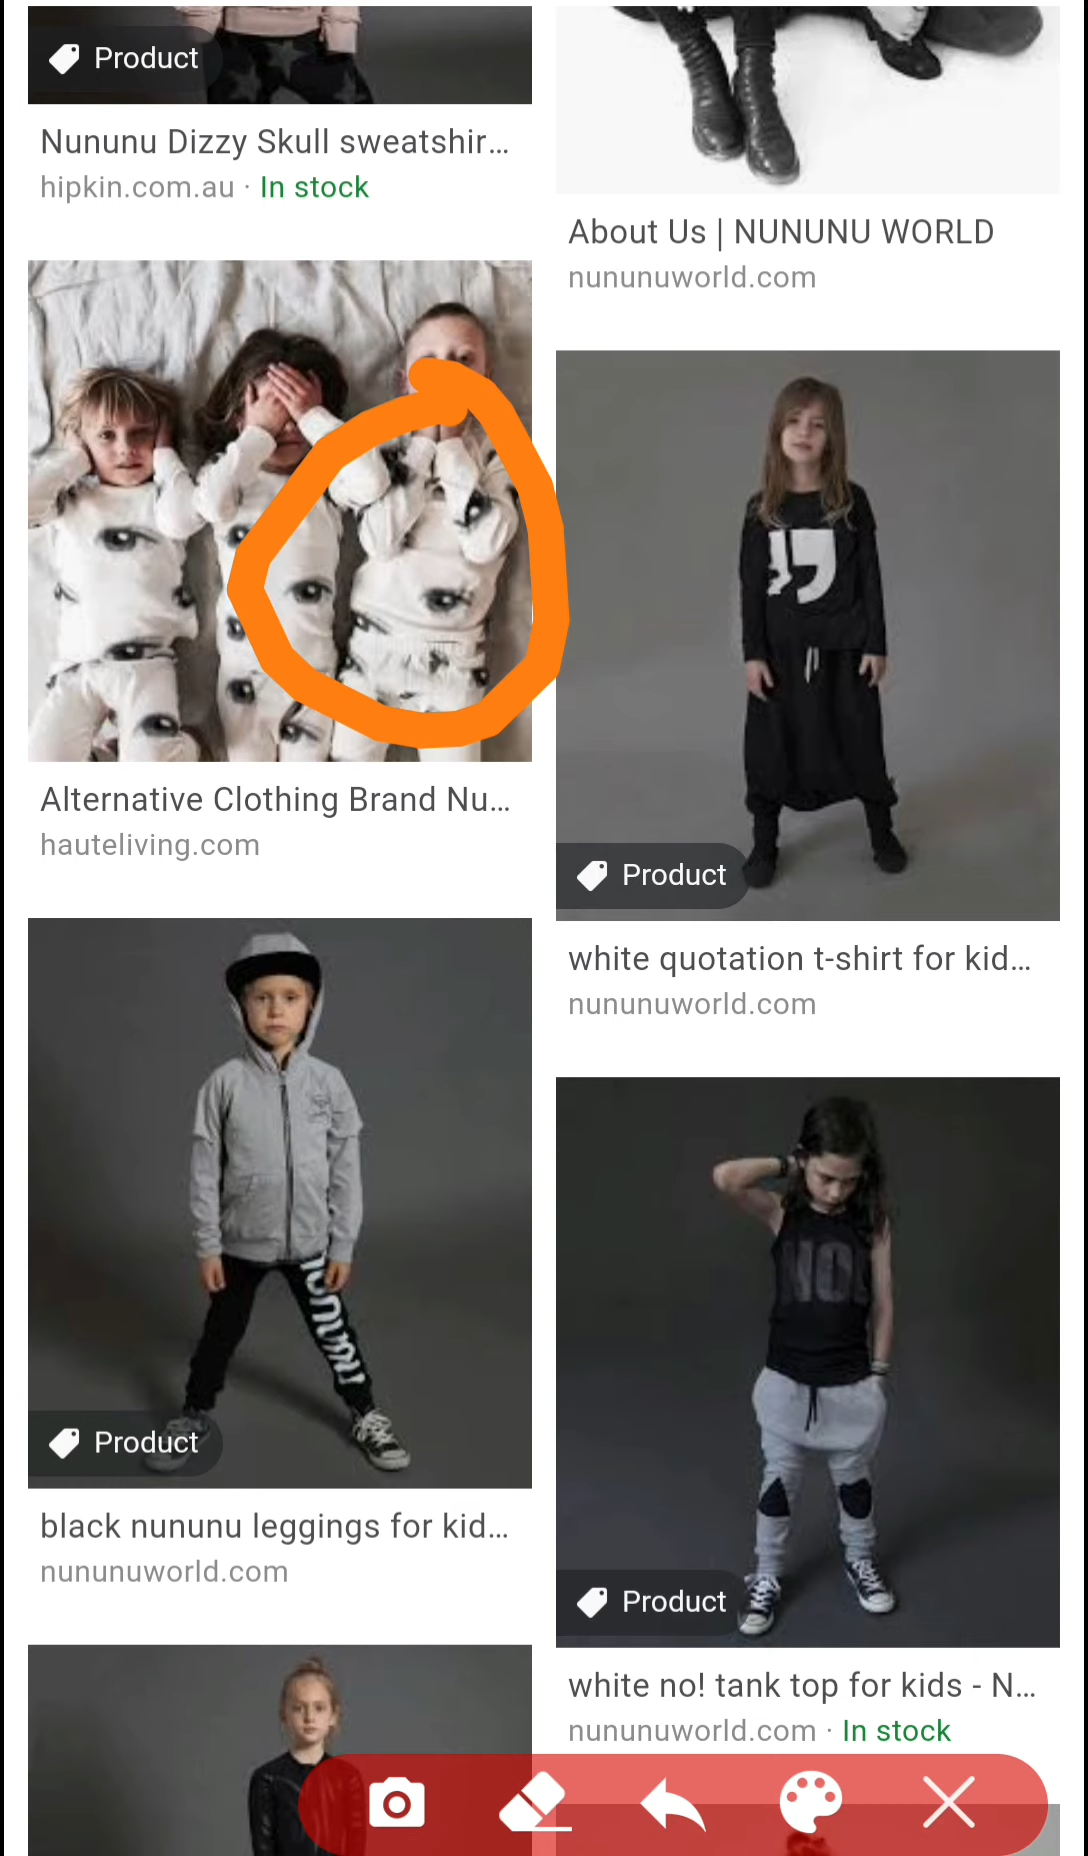 Product
Nununu Dizzy Skull sweatshir...
hipkin.com.au · In stock
About Us | NUNUNU WORLD
nununuworld.com
Alternative Clothing Brand Nu...
hauteliving.com
Product
white quotation t-shirt for kid...
nununuworld.com
nununu
Product
black nununu leggings for kid...
nununuworld.com
NO!
Product
white no! tank top for kids - N...
nununuworld.com · In stock